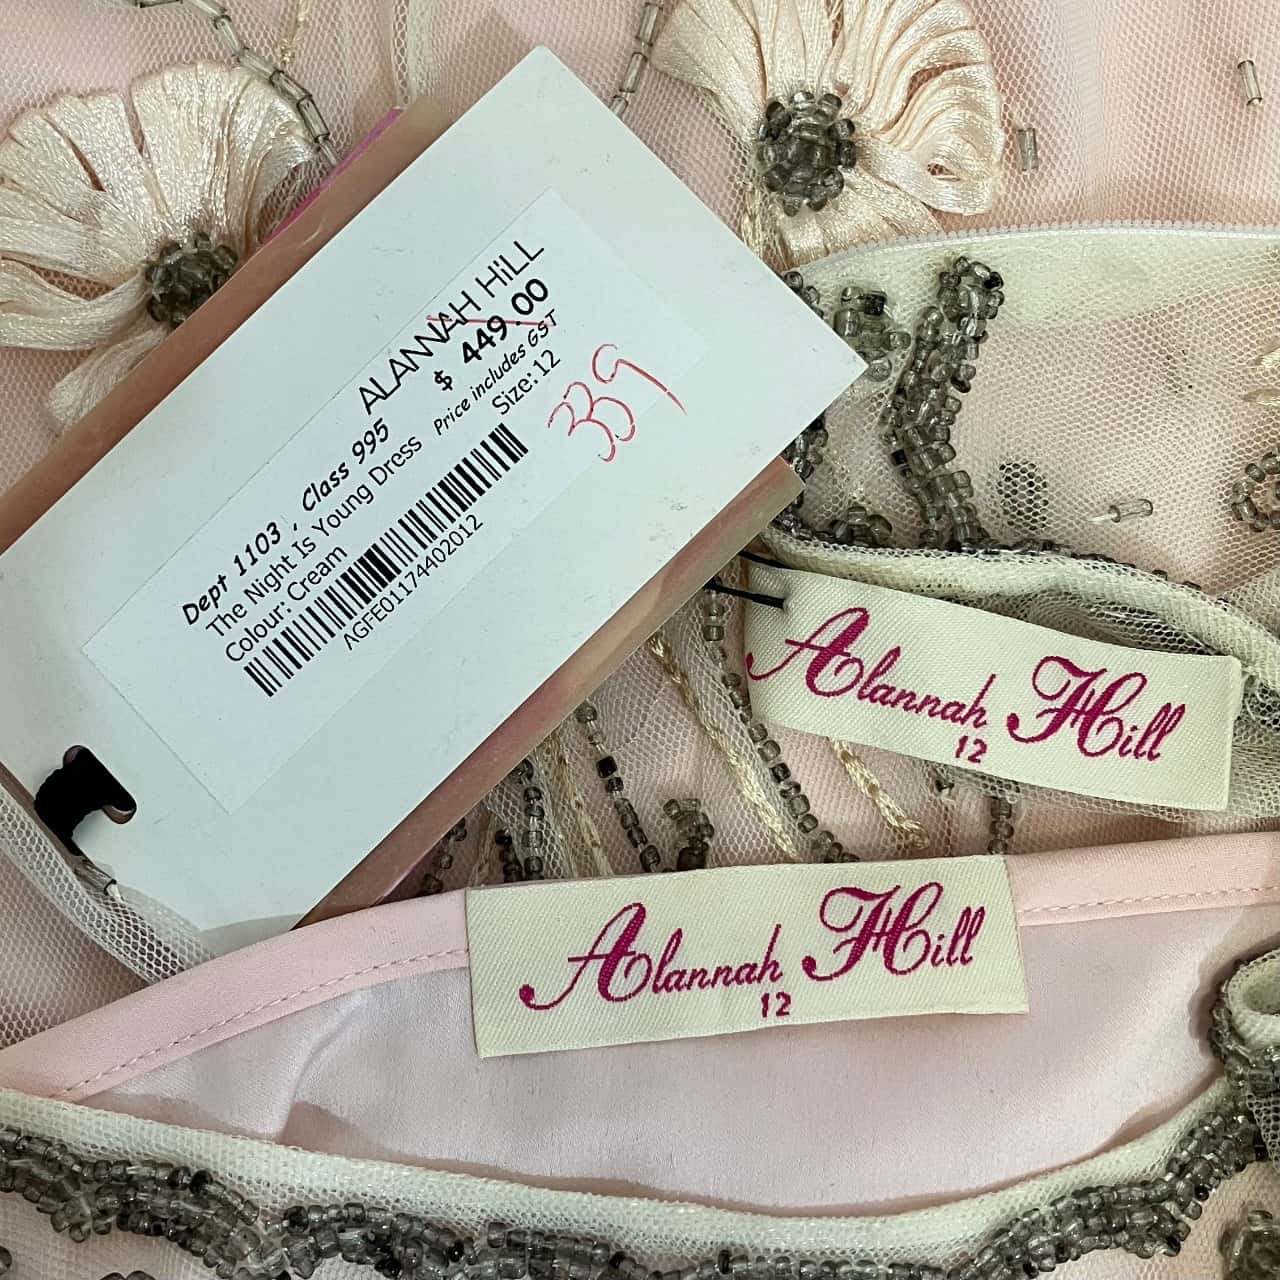 ALANNAH HiLL
$ 449.00
Price includes GST
Dept 1103 , Class 995
The Night Is Young Dress
Size: 12
Colour: Cream
AGFE01174402012
339
Alannah Hill
12
Alannah Hill
12